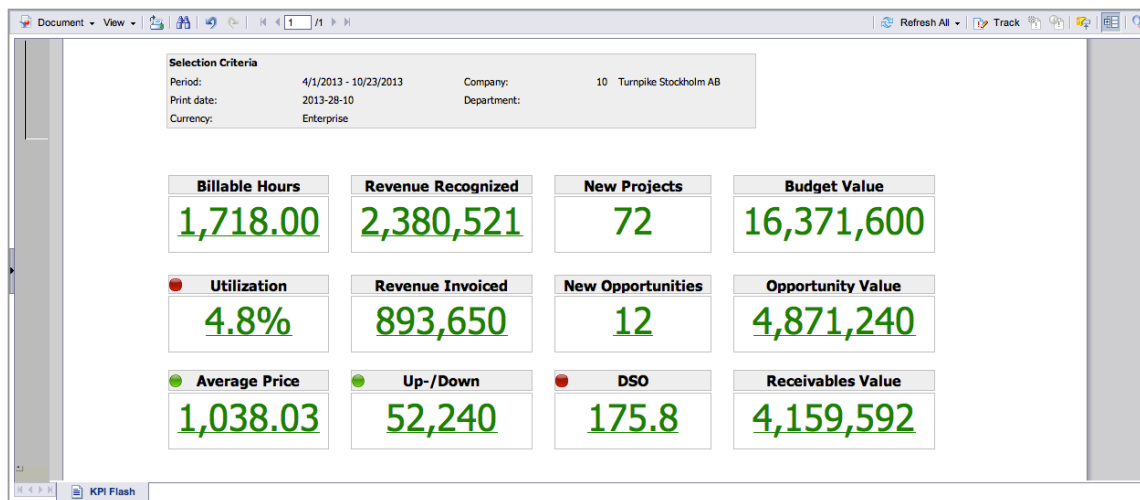 Document View 1 /1 Refresh All Track
Selection Criteria
Period: 4/1/2013 - 10/23/2013 Company: 10 Turnpike Stockholm AB
Print date: 2013-28-10 Department:
Currency: Enterprise
Billable Hours Revenue Recognized New Projects Budget Value
1,718.00 2,380,521 72 16,371,600
Utilization Revenue Invoiced New Opportunities Opportunity Value
4.8% 893,650 12 4,871,240
Average Price Up-/Down DSO Receivables Value
1,038.03 52,240 175.8 4,159,592
KPI Flash